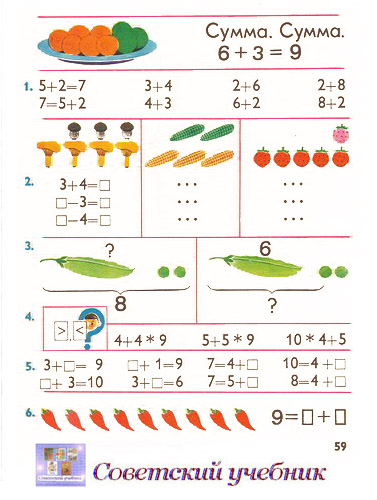 Сумма. Сумма.
6 + 3 = 9
1. 5+2=7 3+4 2+6 2+8
7=5+2 4+3 6+2 8+2
2. 3+4=□
□-3=□
□-4=□
... ...
... ...
... ...
3. ? 6
8 ?
4. > < ?
4+4 * 9 5+5 * 9 10 * 4+5
5. 3+□= 9 □+ 1=9 7=4+□ 10=4 +□
□+ 3=10 3+□=6 7=5+□ 8=4 +□
6. 9=□+□
59
Советский учебник